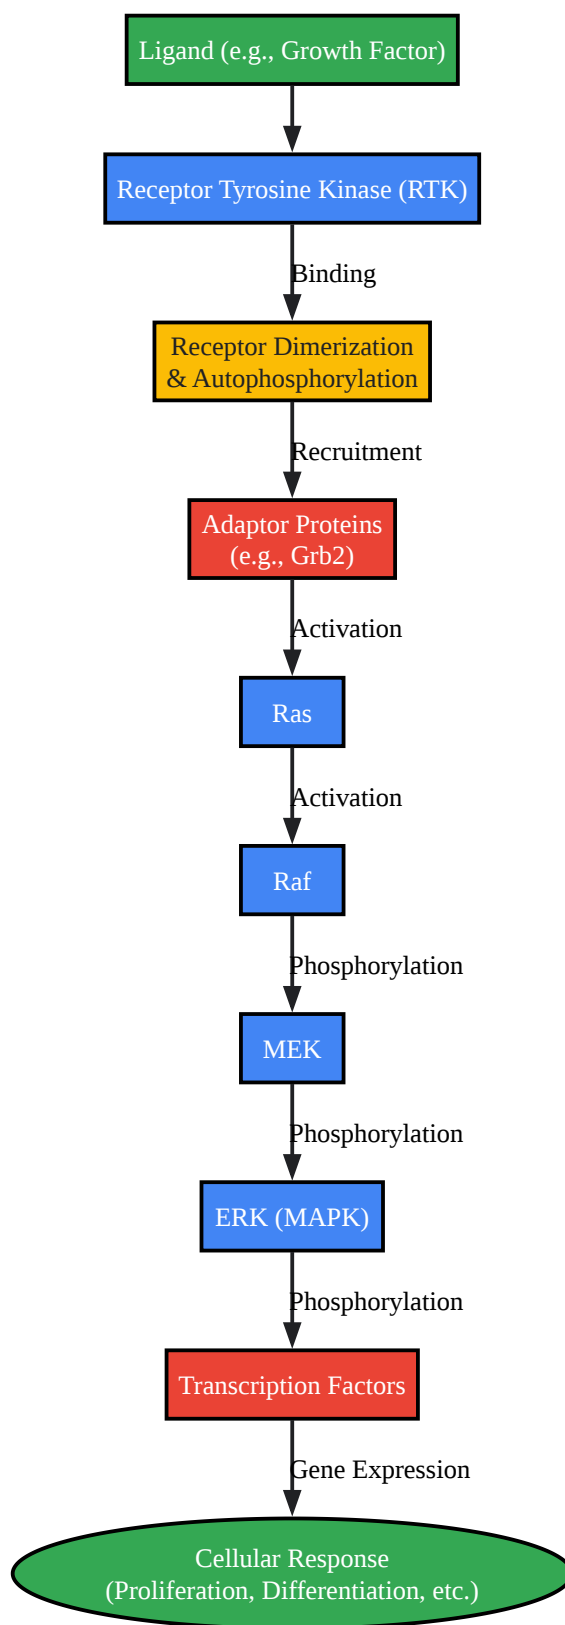 Ligand (e.g., Growth Factor)
Receptor Tyrosine Kinase (RTK)
Binding
Receptor Dimerization
& Autophosphorylation
Recruitment
Adaptor Proteins
(e.g., Grb2)
Activation
Ras
Activation
Raf
Phosphorylation
MEK
Phosphorylation
ERK (MAPK)
Phosphorylation
Transcription Factors
Gene Expression
Cellular Response
(Proliferation, Differentiation, etc.)